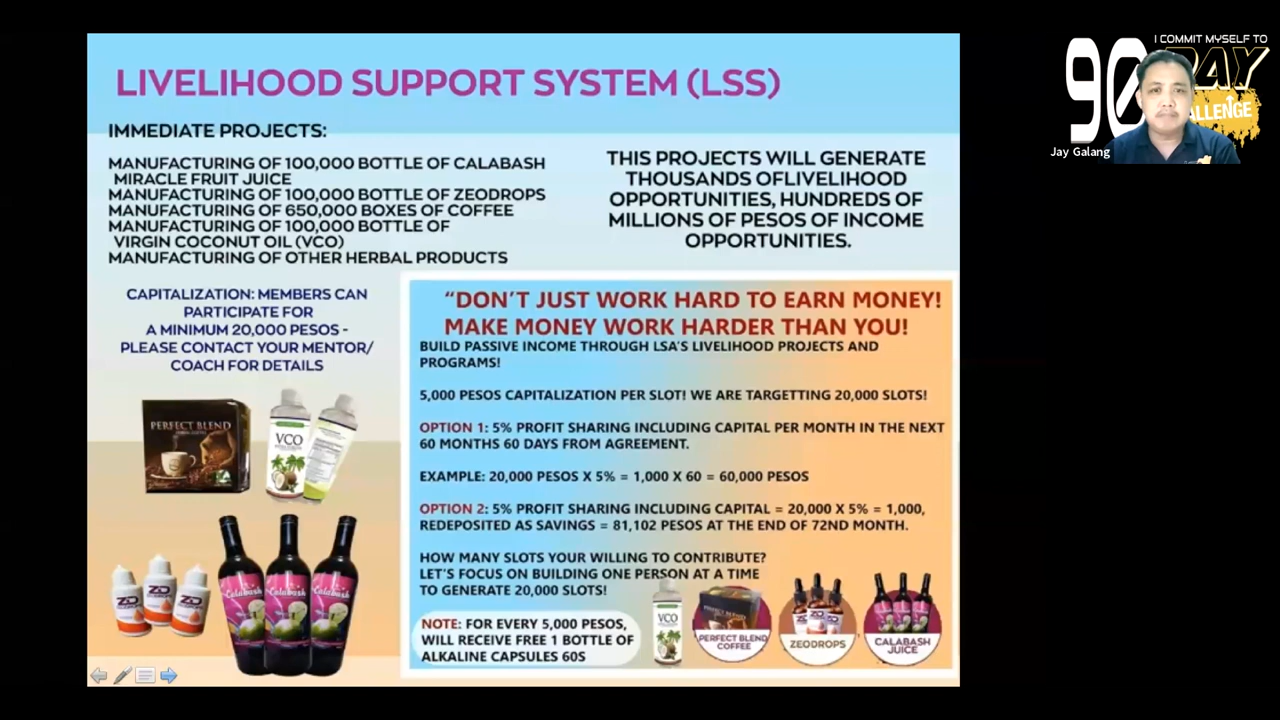 LIVELIHOOD SUPPORT SYSTEM (LSS)
IMMEDIATE PROJECTS:
MANUFACTURING OF 100,000 BOTTLE OF CALABASH
MIRACLE FRUIT JUICE
MANUFACTURING OF 100,000 BOTTLE OF ZEODROPS
MANUFACTURING OF 650,000 BOXES OF COFFEE
MANUFACTURING OF 100,000 BOTTLE OF
VIRGIN COCONUT OIL (VCO)
MANUFACTURING OF OTHER HERBAL PRODUCTS
THIS PROJECTS WILL GENERATE
THOUSANDS OFLIVELIHOOD
OPPORTUNITIES, HUNDREDS OF
MILLIONS OF PESOS OF INCOME
OPPORTUNITIES.
CAPITALIZATION: MEMBERS CAN
PARTICIPATE FOR
A MINIMUM 20,000 PESOS -
PLEASE CONTACT YOUR MENTOR/
COACH FOR DETAILS
PERFECT BLEND
VCO
ZD
ZD
ZD
Calabash
Calabash
Calabash
"DON'T JUST WORK HARD TO EARN MONEY!
MAKE MONEY WORK HARDER THAN YOU!
BUILD PASSIVE INCOME THROUGH LSA'S LIVELIHOOD PROJECTS AND
PROGRAMS!
5,000 PESOS CAPITALIZATION PER SLOT! WE ARE TARGETTING 20,000 SLOTS!
OPTION 1: 5% PROFIT SHARING INCLUDING CAPITAL PER MONTH IN THE NEXT
60 MONTHS 60 DAYS FROM AGREEMENT.
EXAMPLE: 20,000 PESOS X 5% = 1,000 X 60 = 60,000 PESOS
OPTION 2: 5% PROFIT SHARING INCLUDING CAPITAL = 20,000 X 5% = 1,000,
REDEPOSITED AS SAVINGS = 81,102 PESOS AT THE END OF 72ND MONTH.
HOW MANY SLOTS YOUR WILLING TO CONTRIBUTE?
LET'S FOCUS ON BUILDING ONE PERSON AT A TIME
TO GENERATE 20,000 SLOTS!
NOTE: FOR EVERY 5,000 PESOS,
WILL RECEIVE FREE 1 BOTTLE OF
ALKALINE CAPSULES 60S
VCO
PERFECT BLEND
COFFEE
ZEODROPS
CALABASH
JUICE
I COMMIT MYSELF TO
90 DAY
Jay Galang